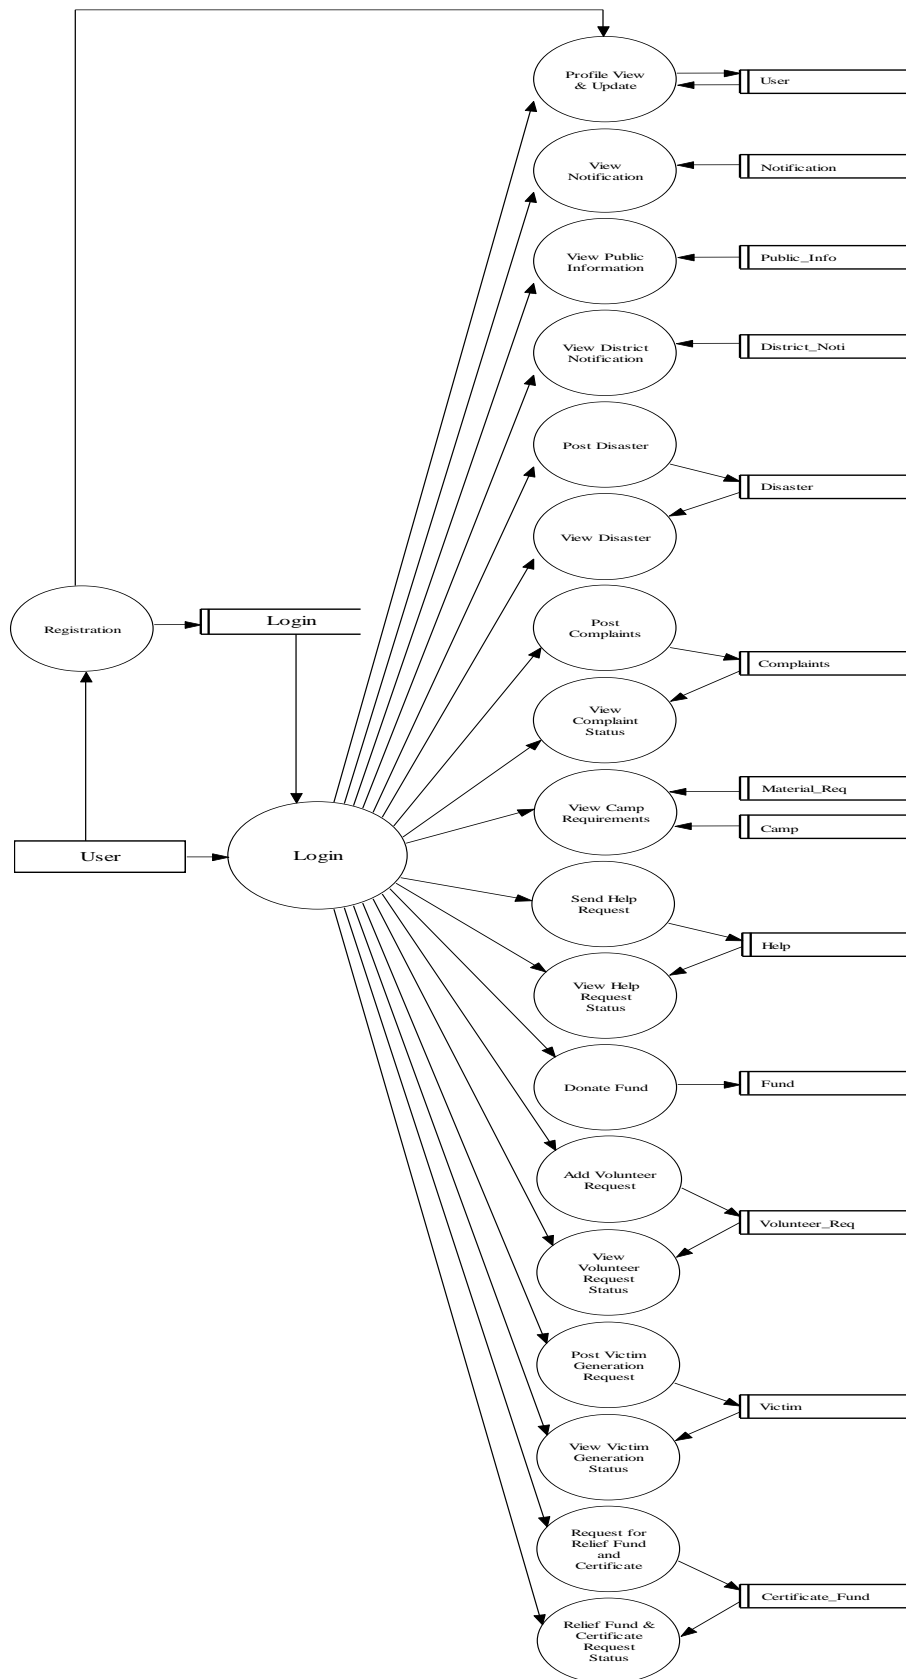 Profile View
& Update
User
View
Notification
Notification
View Public
Information
Public_Info
View District
Notification
District_Noti
Post Disaster
Disaster
View Disaster
Registration
Login
Post
Complaints
Complaints
View
Complaint
Status
View Camp
Requirements
Material_Req
Camp
User
Login
Send Help
Request
Help
View Help
Request
Status
Donate Fund
Fund
Add Volunteer
Request
Volunteer_Req
View
Volunteer
Request
Status
Post Victim
Generation
Request
Victim
View Victim
Generation
Status
Request for
Relief Fund
and
Certificate
Certificate_Fund
Relief Fund &
Certificate
Request
Status